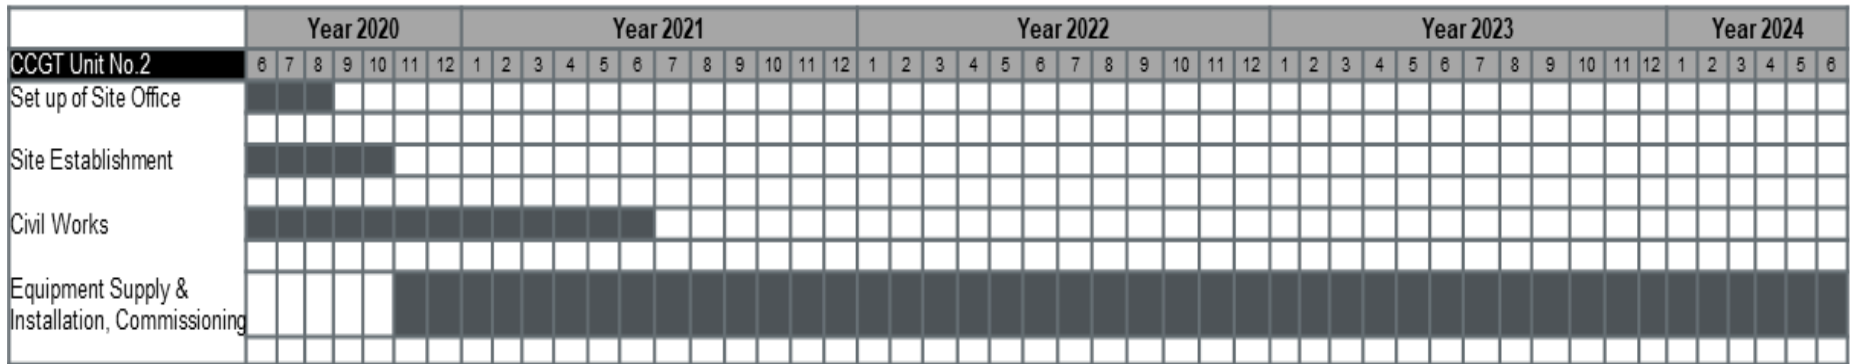 Year 2020 Year 2021 Year 2022 Year 2023 Year 2024
CCGT Unit No.2 6 7 8 9 10 11 12 1 2 3 4 5 6 7 8 9 10 11 12 1 2 3 4 5 6 7 8 9 10 11 12 1 2 3 4 5 6 7 8 9 10 11 12 1 2 3 4 5 6
Set up of Site Office
Site Establishment
Civil Works
Equipment Supply &
Installation, Commissioning